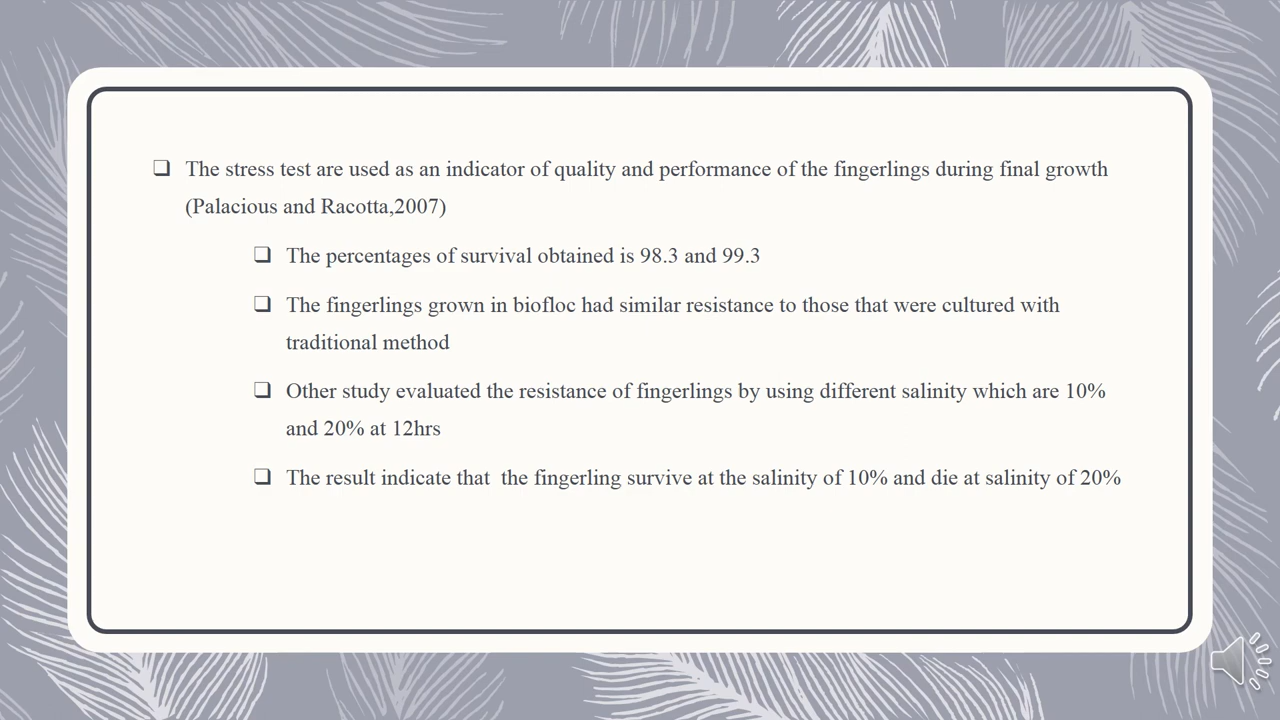 ❑ The stress test are used as an indicator of quality and performance of the fingerlings during final growth
(Palacious and Racotta,2007)
❑ The percentages of survival obtained is 98.3 and 99.3
❑ The fingerlings grown in biofloc had similar resistance to those that were cultured with
traditional method
❑ Other study evaluated the resistance of fingerlings by using different salinity which are 10%
and 20% at 12hrs
❑ The result indicate that  the fingerling survive at the salinity of 10% and die at salinity of 20%